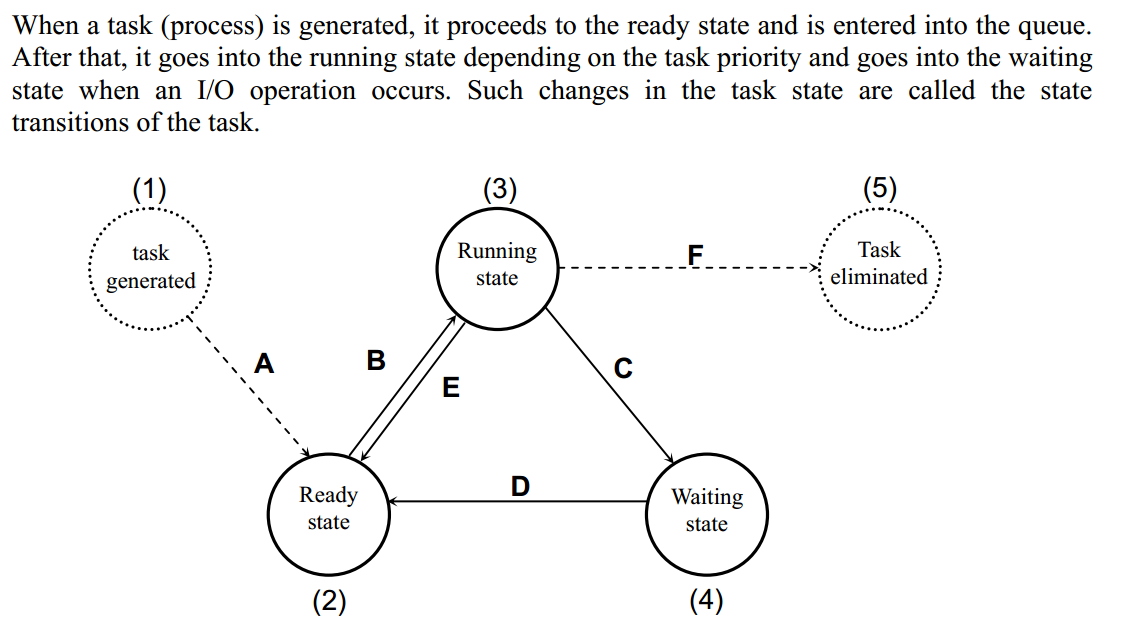 When a task (process) is generated, it proceeds to the ready state and is entered into the queue.
After that, it goes into the running state depending on the task priority and goes into the waiting
state when an I/O operation occurs. Such changes in the task state are called the state
transitions of the task.
(1)
(3)
(5)
task
generated
Running
state
F
Task
eliminated
A
B
E
C
D
Ready
state
Waiting
state
(2)
(4)